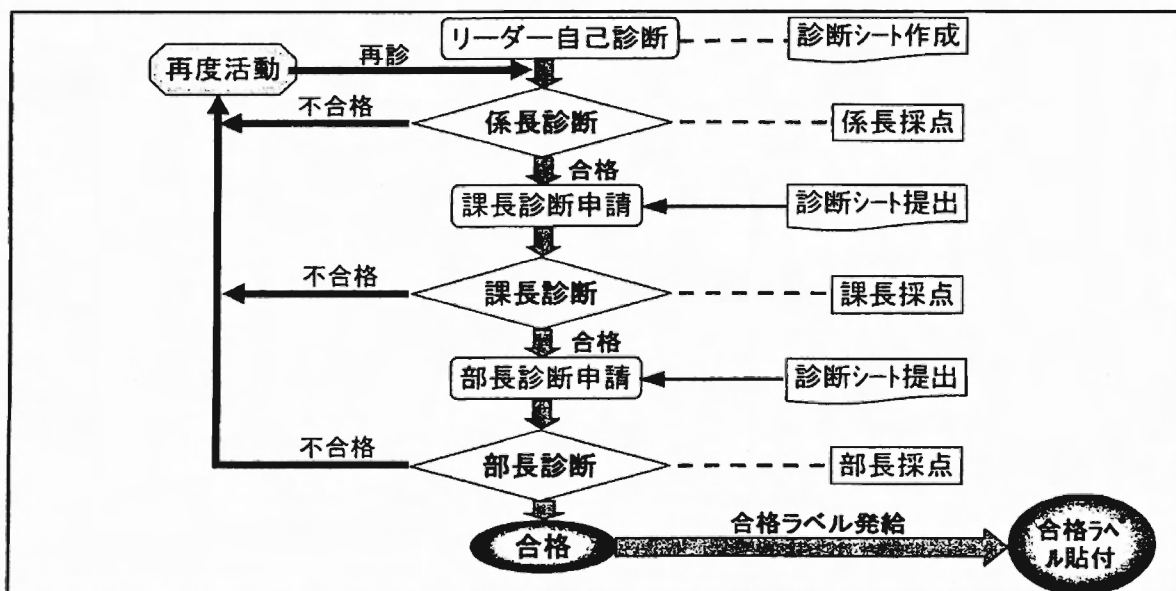 リーダー自己診断
診断シート作成
再度活動
再診
不合格
係長診断
係長採点
合格
課長診断申請
診断シート提出
不合格
課長診断
課長採点
合格
部長診断申請
診断シート提出
不合格
部長診断
部長採点
合格
合格ラベル発給
合格ラベ
ル貼付